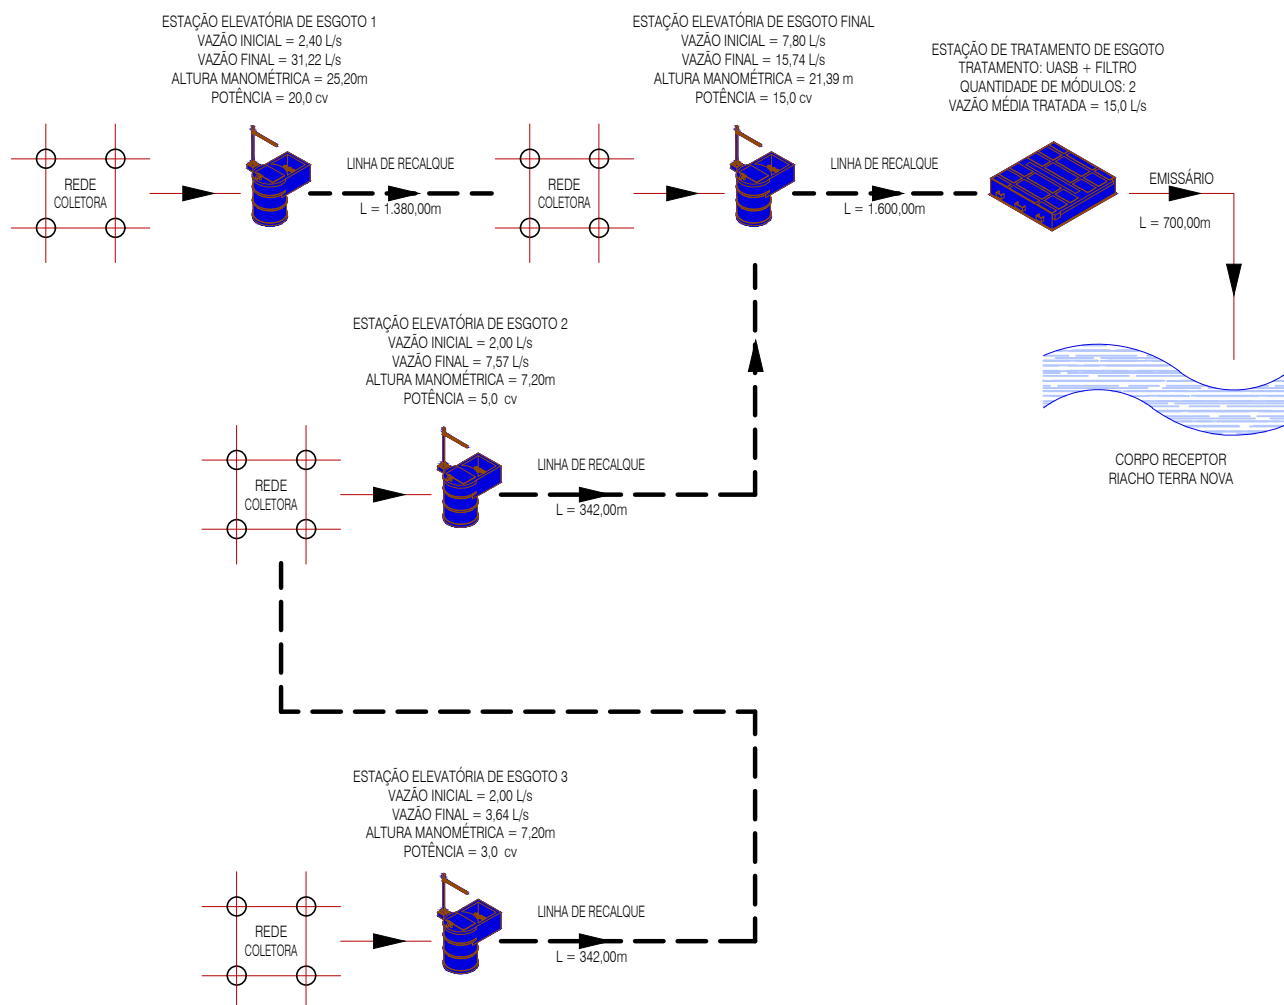 ESTAÇÃO ELEVATÓRIA DE ESGOTO 1
VAZÃO INICIAL = 2,40 L/s
VAZÃO FINAL = 31,22 L/s
ALTURA MANOMÉTRICA = 25,20m
POTÊNCIA = 20,0 cv
ESTAÇÃO ELEVATÓRIA DE ESGOTO FINAL
VAZÃO INICIAL = 7,80 L/s
VAZÃO FINAL = 15,74 L/s
ALTURA MANOMÉTRICA = 21,39 m
POTÊNCIA = 15,0 cv
ESTAÇÃO DE TRATAMENTO DE ESGOTO
TRATAMENTO: UASB + FILTRO
QUANTIDADE DE MÓDULOS: 2
VAZÃO MÉDIA TRATADA = 15,0 L/s
REDE
COLETORA
LINHA DE RECALQUE
L = 1.380,00m
REDE
COLETORA
LINHA DE RECALQUE
L = 1.600,00m
EMISSÁRIO
L = 700,00m
ESTAÇÃO ELEVATÓRIA DE ESGOTO 2
VAZÃO INICIAL = 2,00 L/s
VAZÃO FINAL = 7,57 L/s
ALTURA MANOMÉTRICA = 7,20m
POTÊNCIA = 5,0 cv
REDE
COLETORA
LINHA DE RECALQUE
L = 342,00m
CORPO RECEPTOR
RIACHO TERRA NOVA
ESTAÇÃO ELEVATÓRIA DE ESGOTO 3
VAZÃO INICIAL = 2,00 L/s
VAZÃO FINAL = 3,64 L/s
ALTURA MANOMÉTRICA = 7,20m
POTÊNCIA = 3,0 cv
REDE
COLETORA
LINHA DE RECALQUE
L = 342,00m